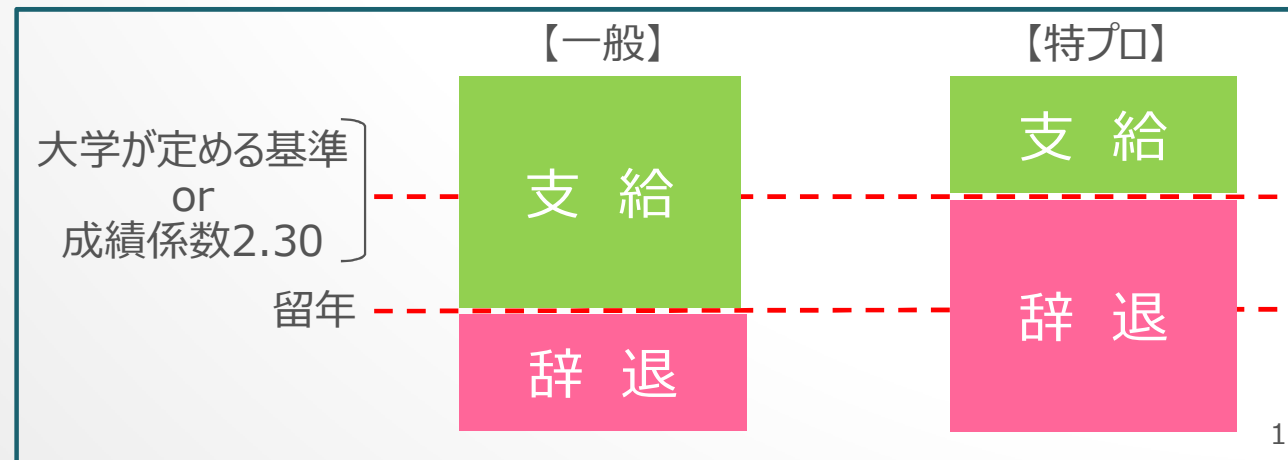 【一般】
【特プロ】
大学が定める基準
or
成績係数2.30
留年
支 給
辞 退
支 給
辞 退
1